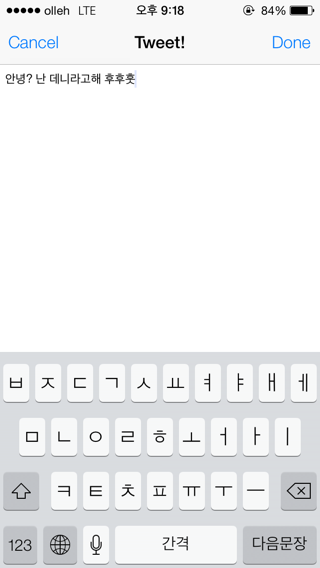 olleh LTE 오후 9:18 84%
Cancel Tweet! Done
안녕? 난 데니라고해 후후훗
ㅂ ㅈ ㄷ ㄱ ㅅ ㅛ ㅕ ㅑ ㅐ ㅔ
ㅁ ㄴ ㅇ ㄹ ㅎ ㅗ ㅓ ㅏ ㅣ
ㅋ ㅌ ㅊ ㅍ ㅠ ㅜ ㅡ
123 간격 다음문장